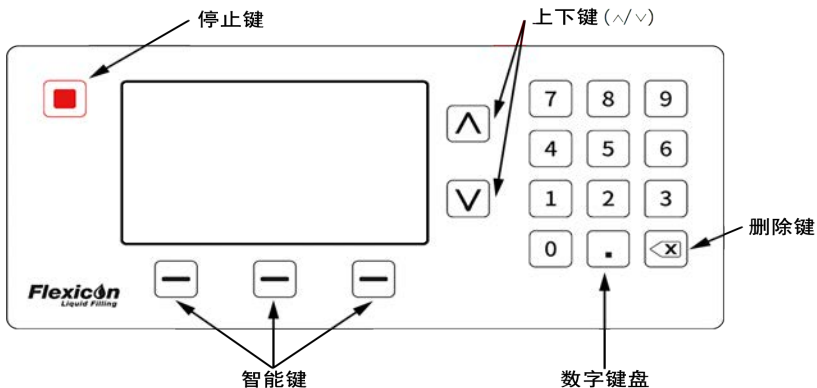 停止键
上下键(∧/∨)
7 8 9
4 5 6
1 2 3
0 .
X
删除键
Flexicon
Liquid Filling
智能键
数字键盘